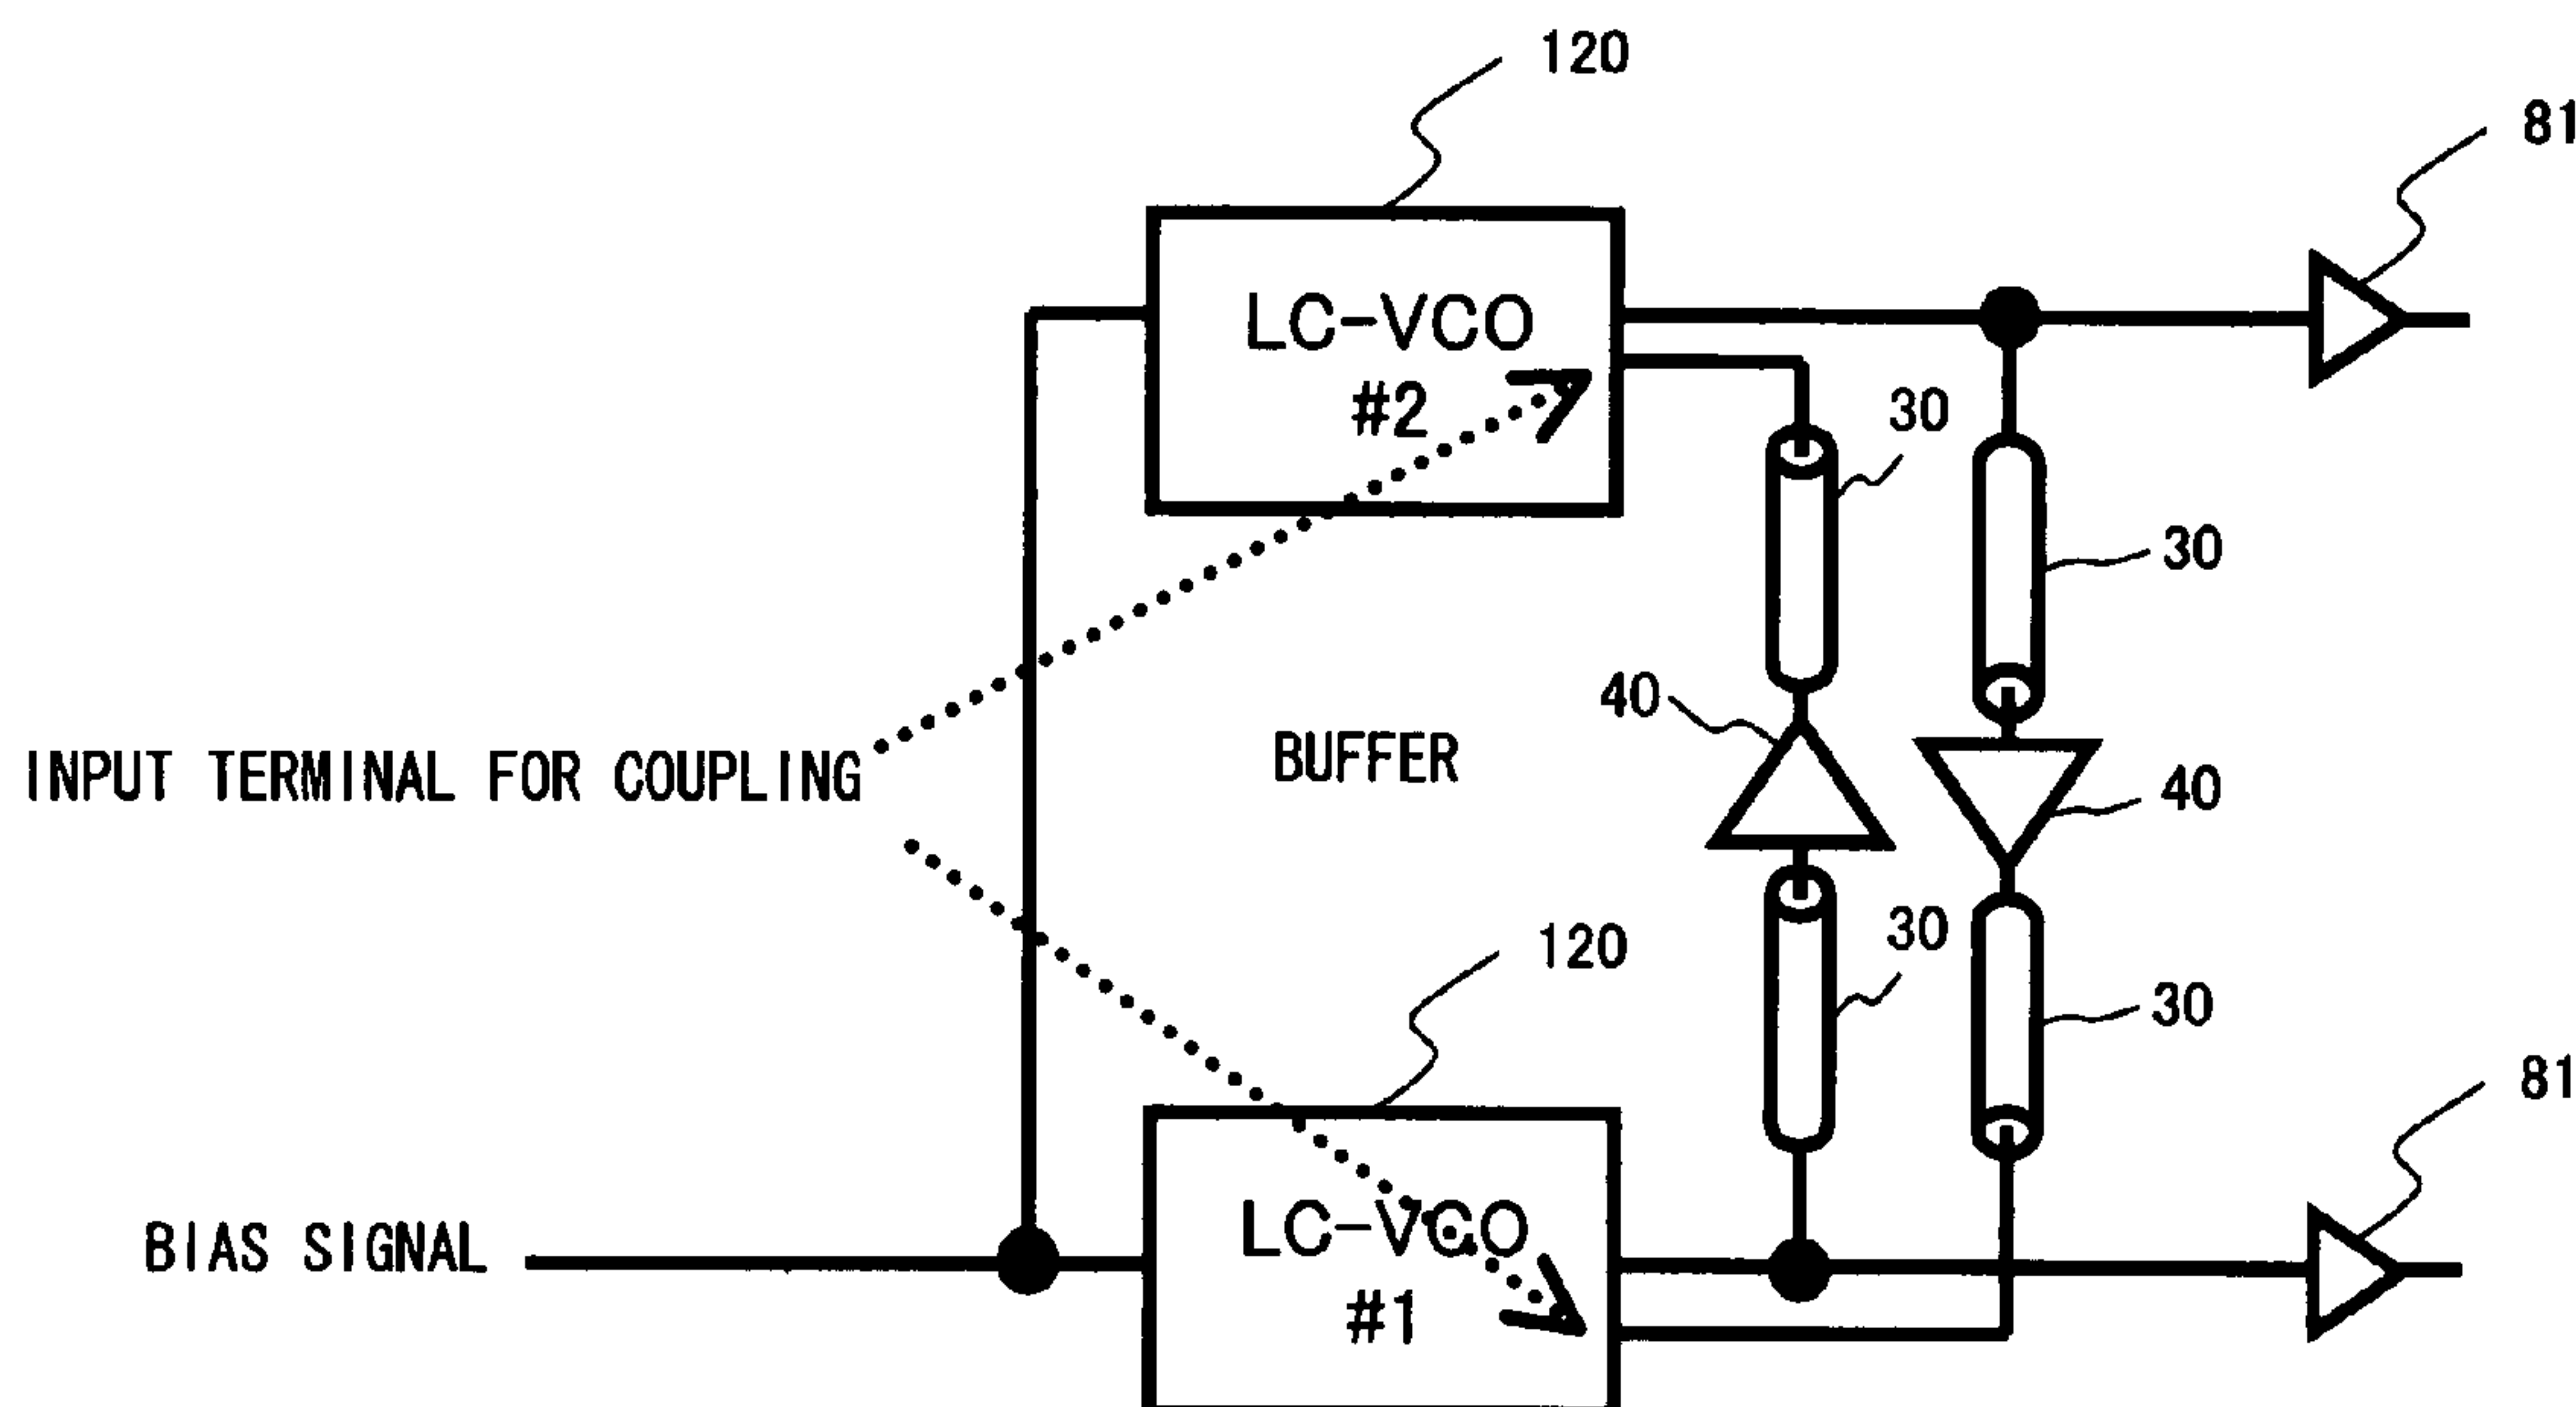 120
81
LC-VCO
#2
30
30
40
BUFFER
INPUT TERMINAL FOR COUPLING
40
30
120
30
81
BIAS SIGNAL
LC-VCO
#1